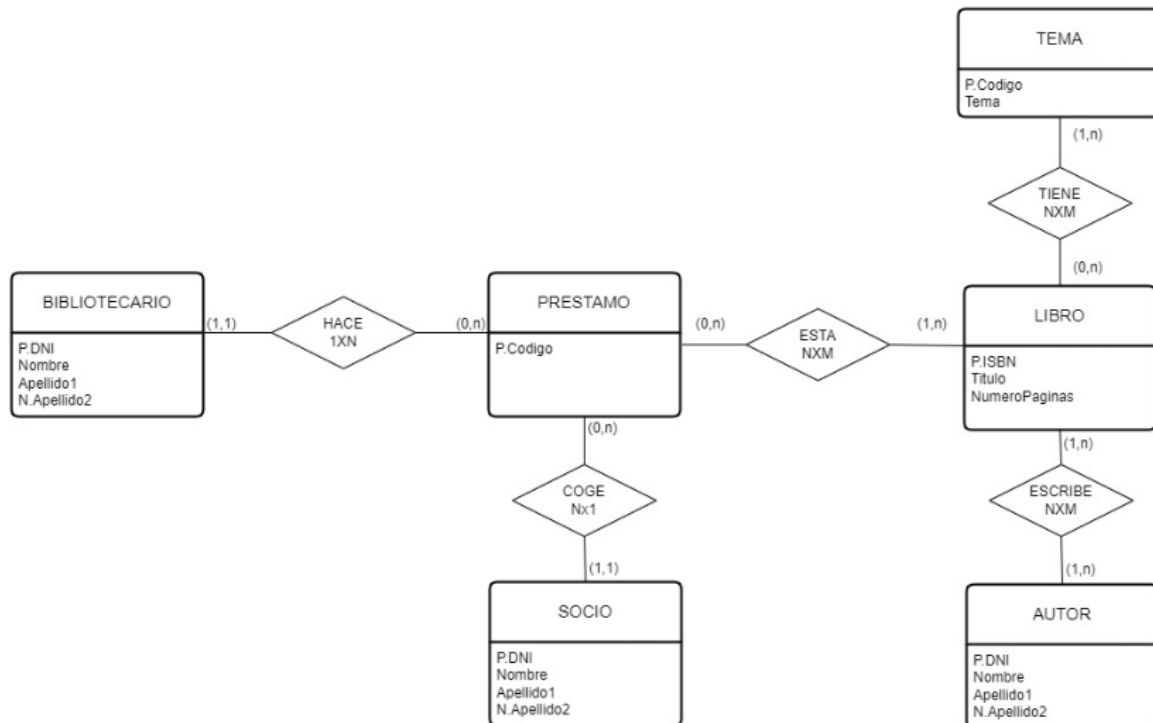 TEMA
P.Codigo
Tema
(1,n)
TIENE
NXM
(0,n)
BIBLIOTECARIO
P.DNI
Nombre
Apellido1
N.Apellido2
(1,1)
HACE
1XN
(0,n)
PRESTAMO
P.Codigo
(0,n)
ESTA
NXM
(1,n)
LIBRO
P.ISBN
Titulo
NumeroPaginas
(0,n)
COGE
Nx1
(1,1)
SOCIO
P.DNI
Nombre
Apellido1
N.Apellido2
(1,n)
ESCRIBE
NXM
(1,n)
AUTOR
P.DNI
Nombre
Apellido1
N.Apellido2